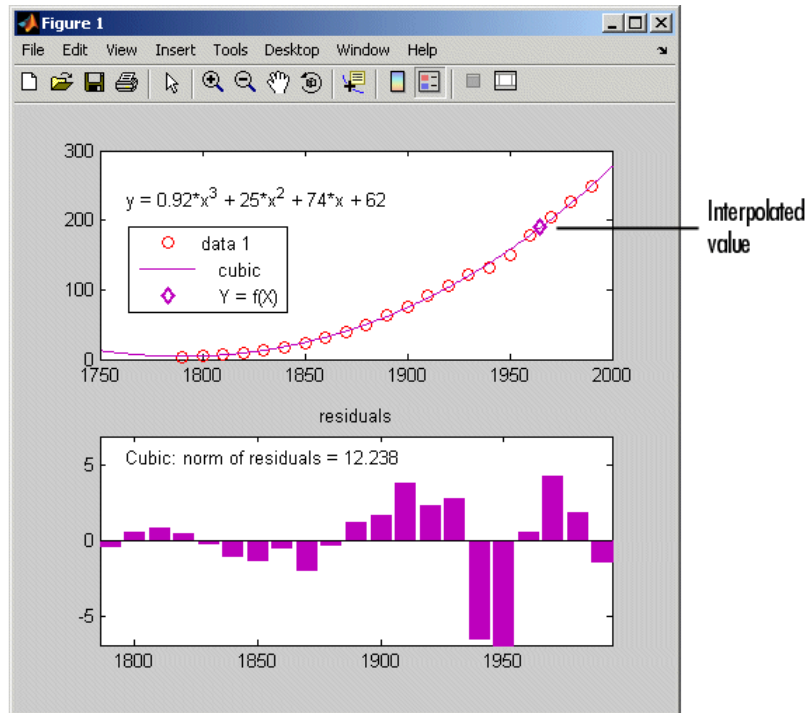 Figure 1
File Edit View Insert Tools Desktop Window Help
300
200
100
0
y = 0.92*x³ + 25*x² + 74*x + 62
data 1
cubic
Y = f(X)
Interpolated
value
1750 1800 1850 1900 1950 2000
residuals
Cubic: norm of residuals = 12.238
5
0
-5
1800 1850 1900 1950